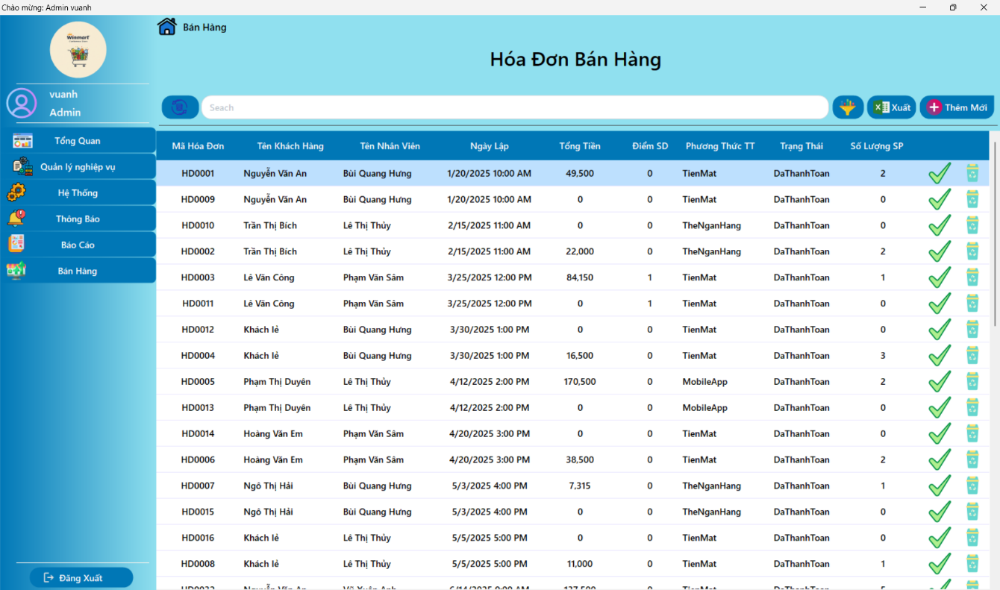 Chào mừng: Admin vuanh
Winmart
Bán Hàng
Hóa Đơn Bán Hàng
vuanh
Admin
Seach
Xuất
Thêm Mới
Tổng Quan
Quản lý nghiệp vụ
Hệ Thống
Thông Báo
Báo Cáo
Bán Hàng
Đăng Xuất
Mã Hóa Đơn Tên Khách Hàng Tên Nhân Viên Ngày Lập Tổng Tiền Điểm SD Phương Thức TT Trạng Thái Số Lượng SP
HD0001 Nguyễn Văn An Bùi Quang Hưng 1/20/2025 10:00 AM 49,500 0 TienMat DaThanhToan 2
HD0009 Nguyễn Văn An Bùi Quang Hưng 1/20/2025 10:00 AM 0 0 TienMat DaThanhToan 0
HD0010 Trần Thị Bích Lê Thị Thủy 2/15/2025 11:00 AM 0 0 TheNganHang DaThanhToan 0
HD0002 Trần Thị Bích Lê Thị Thủy 2/15/2025 11:00 AM 22,000 0 TheNganHang DaThanhToan 2
HD0003 Lê Văn Công Phạm Văn Sâm 3/25/2025 12:00 PM 84,150 1 TienMat DaThanhToan 1
HD0011 Lê Văn Công Phạm Văn Sâm 3/25/2025 12:00 PM 0 1 TienMat DaThanhToan 0
HD0012 Khách lẻ Bùi Quang Hưng 3/30/2025 1:00 PM 0 0 TienMat DaThanhToan 0
HD0004 Khách lẻ Bùi Quang Hưng 3/30/2025 1:00 PM 16,500 0 TienMat DaThanhToan 3
HD0005 Phạm Thị Duyên Lê Thị Thủy 4/12/2025 2:00 PM 170,500 0 MobileApp DaThanhToan 2
HD0013 Phạm Thị Duyên Lê Thị Thủy 4/12/2025 2:00 PM 0 0 MobileApp DaThanhToan 0
HD0014 Hoàng Văn Em Phạm Văn Sâm 4/20/2025 3:00 PM 0 0 TienMat DaThanhToan 0
HD0006 Hoàng Văn Em Phạm Văn Sâm 4/20/2025 3:00 PM 38,500 0 TienMat DaThanhToan 2
HD0007 Ngô Thị Hải Bùi Quang Hưng 5/3/2025 4:00 PM 7,315 0 TheNganHang DaThanhToan 1
HD0015 Ngô Thị Hải Bùi Quang Hưng 5/3/2025 4:00 PM 0 0 TheNganHang DaThanhToan 0
HD0016 Khách lẻ Lê Thị Thủy 5/5/2025 5:00 PM 0 0 TienMat DaThanhToan 0
HD0008 Khách lẻ Lê Thị Thủy 5/5/2025 5:00 PM 11,000 0 TienMat DaThanhToan 1